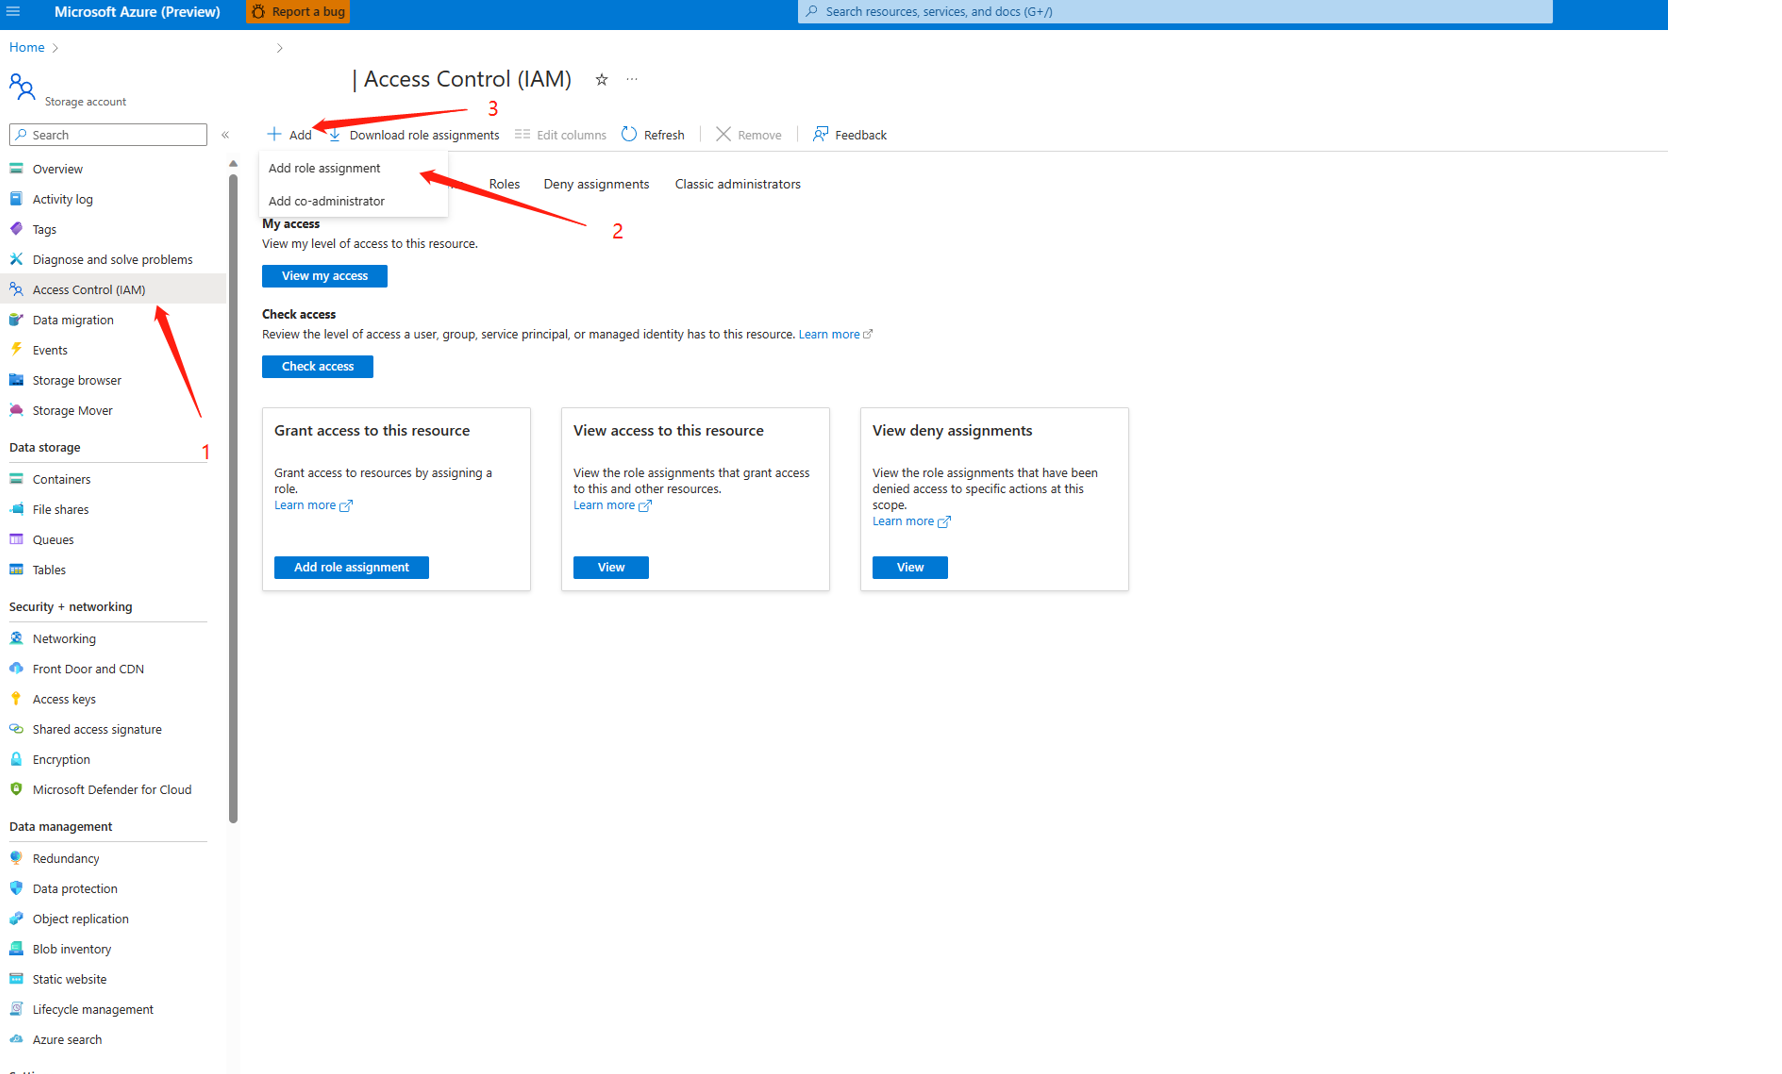 Microsoft Azure (Preview)
Report a bug
Search resources, services, and docs (G+/)
Home
| Access Control (IAM)
Storage account
3
Search
Add
Download role assignments
Edit columns
Refresh
Remove
Feedback
Add role assignment
Add co-administrator
Roles
Deny assignments
Classic administrators
2
My access
View my level of access to this resource.
View my access
Check access
Review the level of access a user, group, service principal, or managed identity has to this resource. Learn more
Check access
Grant access to this resource
Grant access to resources by assigning a
role.
Learn more
Add role assignment
View access to this resource
View the role assignments that grant access
to this and other resources.
Learn more
View
View deny assignments
View the role assignments that have been
denied access to specific actions at this
scope.
Learn more
View
Overview
Activity log
Tags
Diagnose and solve problems
Access Control (IAM)
Data migration
Events
Storage browser
Storage Mover
Data storage
1
Containers
File shares
Queues
Tables
Security + networking
Networking
Front Door and CDN
Access keys
Shared access signature
Encryption
Microsoft Defender for Cloud
Data management
Redundancy
Data protection
Object replication
Blob inventory
Static website
Lifecycle management
Azure search